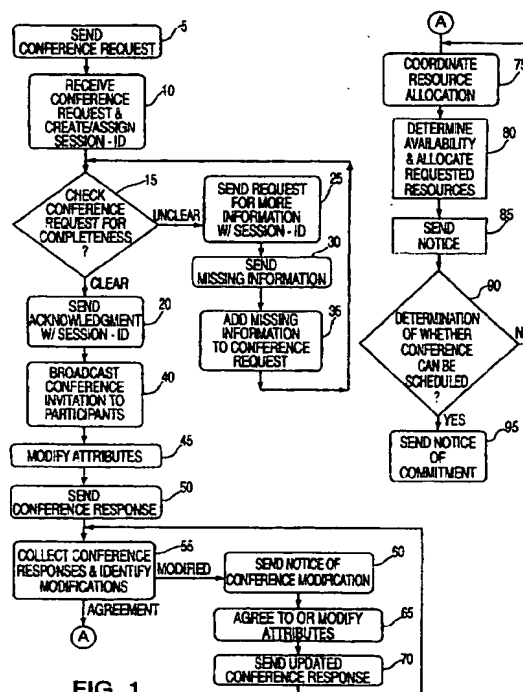 5
SEND
CONFERENCE REQUEST
10
RECEIVE
CONFERENCE
REQUEST &
CREATE/ASSIGN
SESSION - ID
15
CHECK
CONFERENCE
REQUEST FOR
COMPLETENESS
?
UNCLEAR
CLEAR
25
SEND REQUEST
FOR MORE
INFORMATION
W/ SESSION - ID
30
SEND
MISSING INFORMATION
35
ADD MISSING
INFORMATION
TO CONFERENCE
REQUEST
20
SEND
ACKNOWLEDGMENT
W/ SESSION - ID
40
BROADCAST
CONFERENCE
INVITATION TO
PARTICIPANTS
45
MODIFY ATTRIBUTES
50
SEND
CONFERENCE RESPONSE
55
COLLECT CONFERENCE
RESPONSES & IDENTIFY
MODIFICATIONS
MODIFIED
AGREEMENT
A
60
SEND NOTICE OF
CONFERENCE MODIFICATION
65
AGREE TO OR MODIFY
ATTRIBUTES
70
SEND UPDATED
CONFERENCE RESPONSE
FIG. 1
A
75
COORDINATE
RESOURCE
ALLOCATION
80
DETERMINE
AVAILABILITY
& ALLOCATE
REQUESTED
RESOURCES
85
SEND
NOTICE
90
DETERMINATION
OF WHETHER
CONFERENCE
CAN BE
SCHEDULED
?
N
YES
95
SEND NOTICE
OF
COMMITMENT